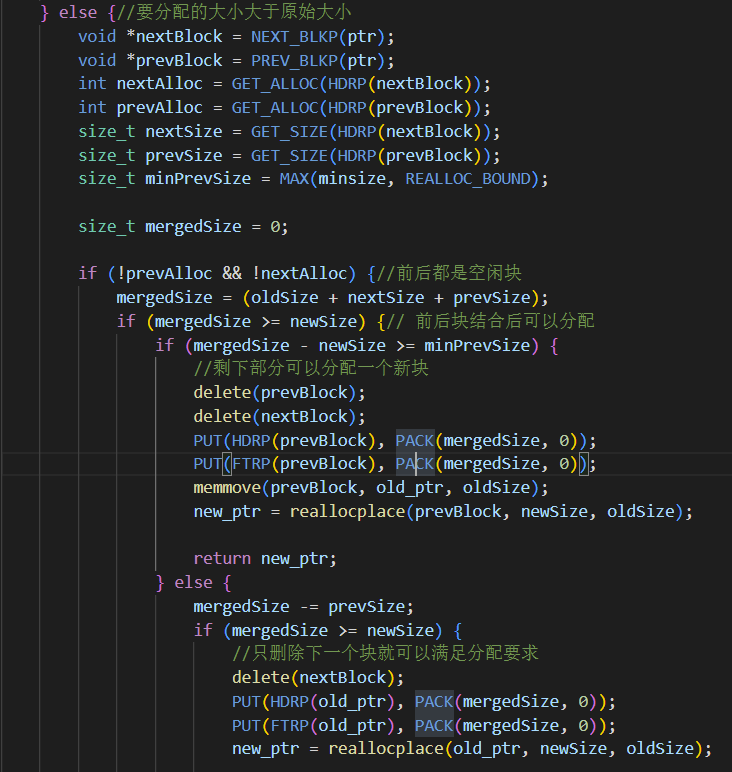 } else {//要分配的大小大于原始大小
void *nextBlock = NEXT_BLKP(ptr);
void *prevBlock = PREV_BLKP(ptr);
int nextAlloc = GET_ALLOC(HDRP(nextBlock));
int prevAlloc = GET_ALLOC(HDRP(prevBlock));
size_t nextSize = GET_SIZE(HDRP(nextBlock));
size_t prevSize = GET_SIZE(HDRP(prevBlock));
size_t minPrevSize = MAX(minsize, REALLOC_BOUND);
size_t mergedSize = 0;
if (!prevAlloc && !nextAlloc) {//前后都是空闲块
mergedSize = (oldSize + nextSize + prevSize);
if (mergedSize >= newSize) {// 前后块结合后可以分配
if (mergedSize - newSize >= minPrevSize) {
//剩下部分可以分配一个新块
delete(prevBlock);
delete(nextBlock);
PUT(HDRP(prevBlock), PACK(mergedSize, 0));
PUT(FTRP(prevBlock), PACK(mergedSize, 0));
memmove(prevBlock, old_ptr, oldSize);
new_ptr = reallocplace(prevBlock, newSize, oldSize);
return new_ptr;
} else {
mergedSize -= prevSize;
if (mergedSize >= newSize) {
//只删除下一个块就可以满足分配要求
delete(nextBlock);
PUT(HDRP(old_ptr), PACK(mergedSize, 0));
PUT(FTRP(old_ptr), PACK(mergedSize, 0));
new_ptr = reallocplace(old_ptr, newSize, oldSize);